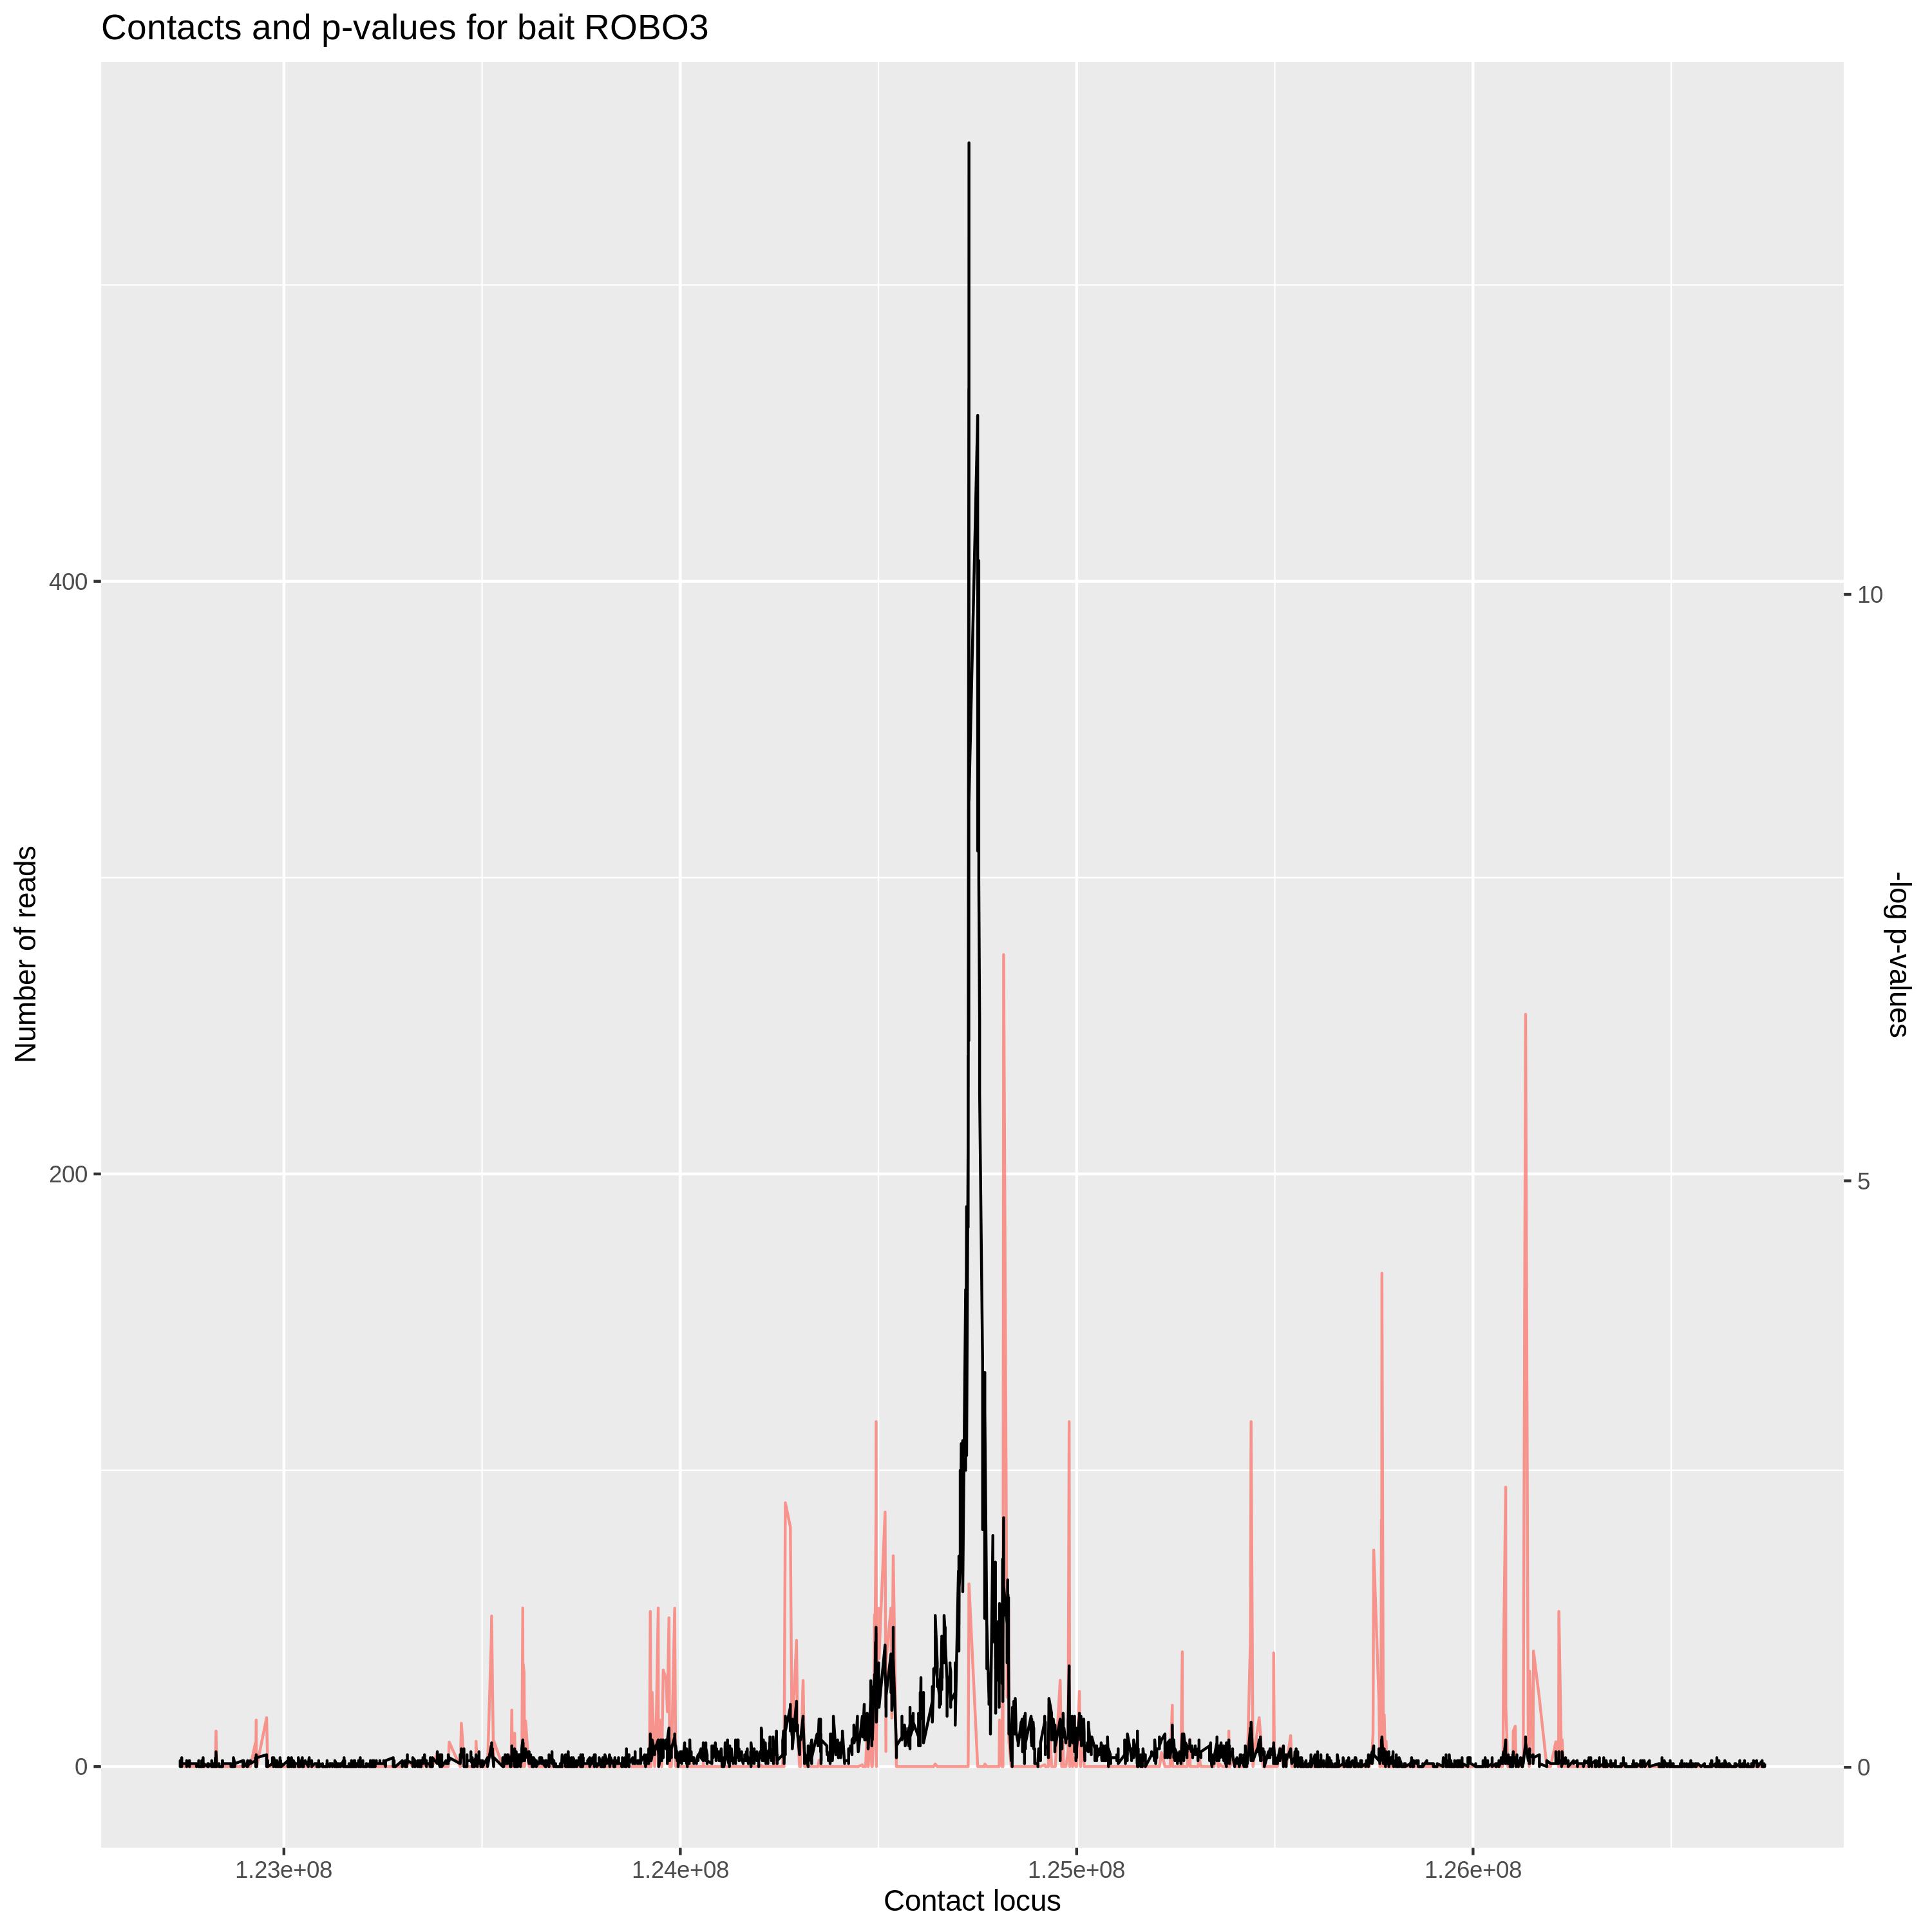 Contacts and p-values for bait ROBO3
Number of reads
400
200
0
10
5
0
-log p-values
1.23e+08
1.24e+08
1.25e+08
1.26e+08
Contact locus